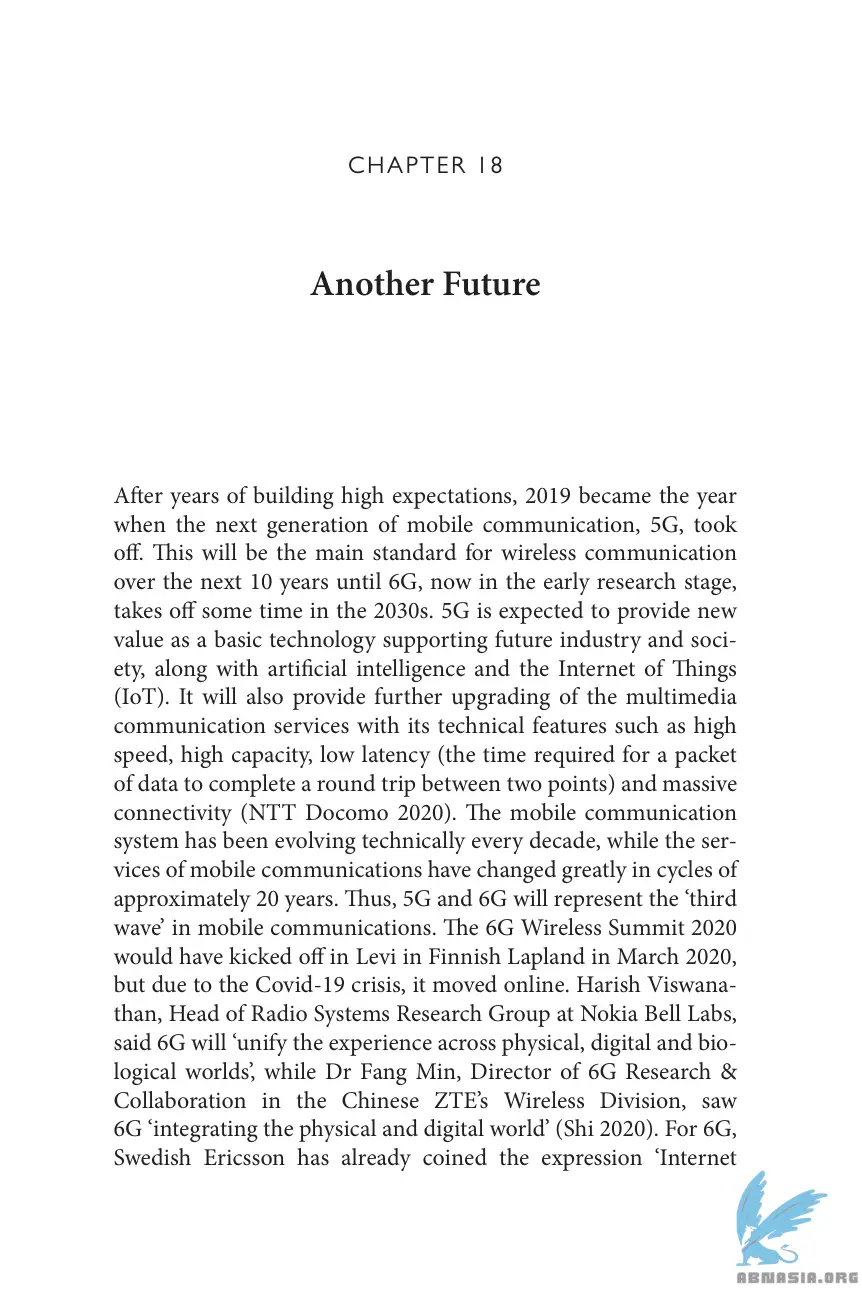 CHAPTER 18
Another Future
After years of building high expectations, 2019 became the year
when the next generation of mobile communication, 5G, took
off. This will be the main standard for wireless communication
over the next 10 years until 6G, now in the early research stage,
takes off some time in the 2030s. 5G is expected to provide new
value as a basic technology supporting future industry and soci-
ety, along with artificial intelligence and the Internet of Things
(IoT). It will also provide further upgrading of the multimedia
communication services with its technical features such as high
speed, high capacity, low latency (the time required for a packet
of data to complete a round trip between two points) and massive
connectivity (NTT Docomo 2020). The mobile communication
system has been evolving technically every decade, while the ser-
vices of mobile communications have changed greatly in cycles of
approximately 20 years. Thus, 5G and 6G will represent the ‘third
wave’ in mobile communications. The 6G Wireless Summit 2020
would have kicked off in Levi in Finnish Lapland in March 2020,
but due to the Covid-19 crisis, it moved online. Harish Viswana-
than, Head of Radio Systems Research Group at Nokia Bell Labs,
said 6G will ‘unify the experience across physical, digital and bio-
logical worlds’, while Dr Fang Min, Director of 6G Research &
Collaboration in the Chinese ZTE’s Wireless Division, saw
6G ‘integrating the physical and digital world’ (Shi 2020). For 6G,
Swedish Ericsson has already coined the expression ‘Internet
ABNASIA.ORG